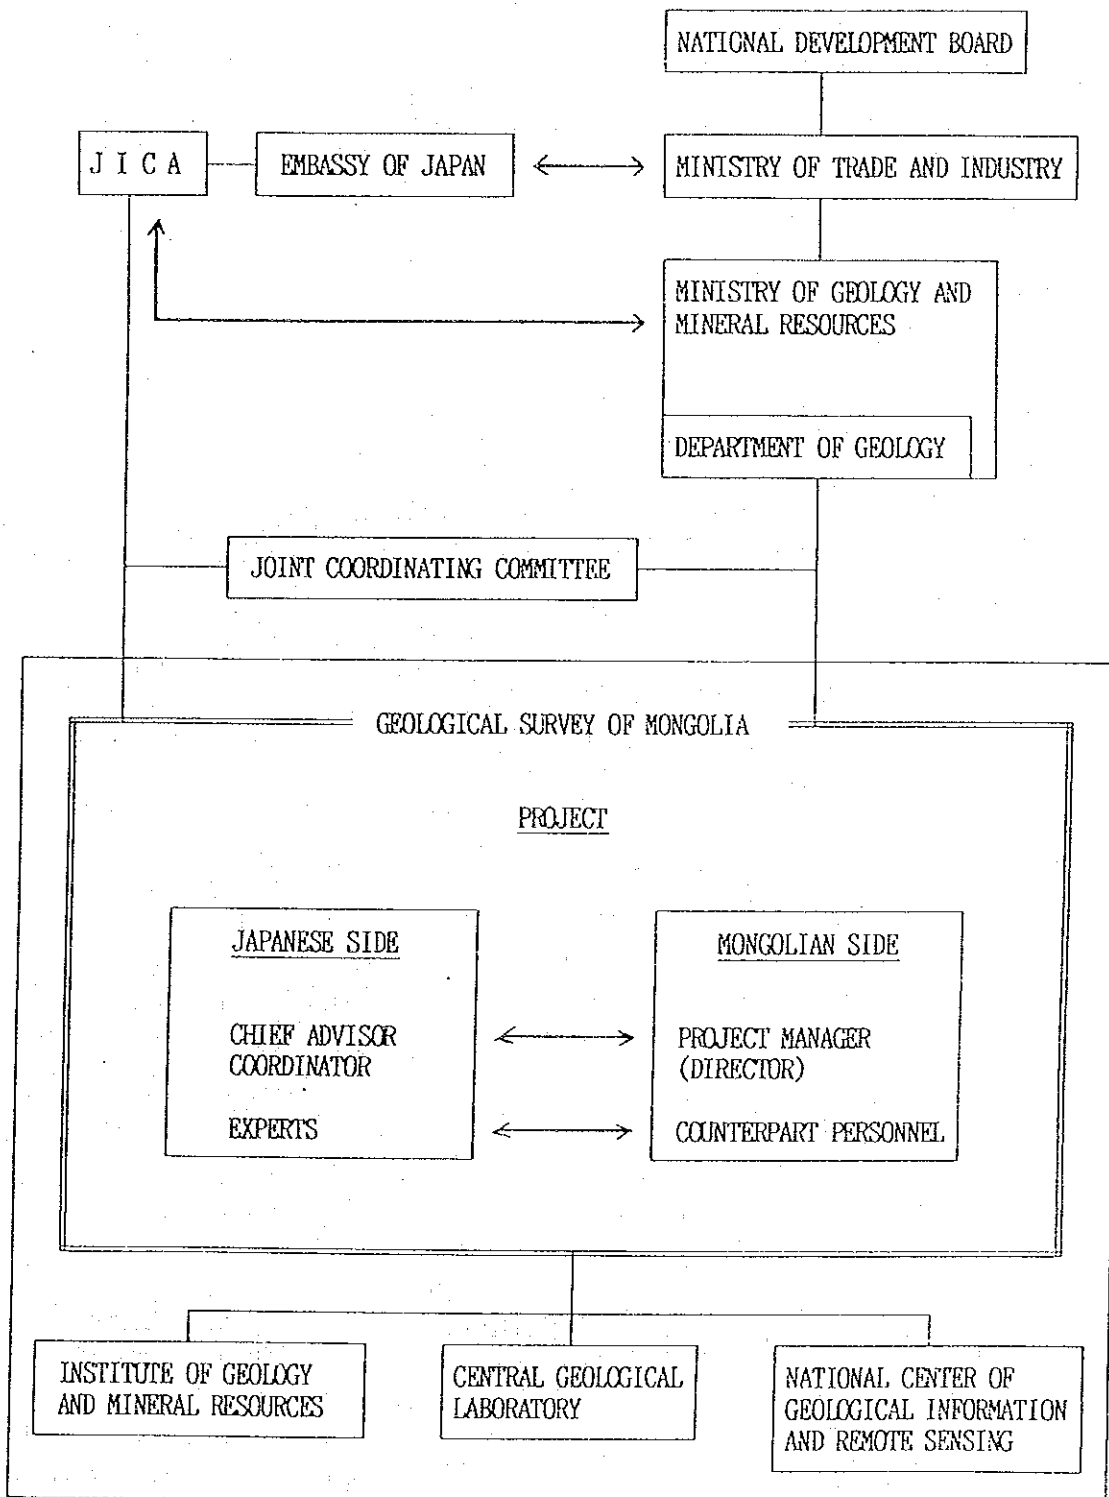 NATIONAL DEVELOPMENT BOARD
J I C A
EMBASSY OF JAPAN
MINISTRY OF TRADE AND INDUSTRY
MINISTRY OF GEOLOGY AND
MINERAL RESOURCES
DEPARTMENT OF GEOLOGY
JOINT COORDINATING COMMITTEE
GEOLOGICAL SURVEY OF MONGOLIA
PROJECT
JAPANESE SIDE
CHIEF ADVISOR
COORDINATOR
EXPERTS
MONGOLIAN SIDE
PROJECT MANAGER
(DIRECTOR)
COUNTERPART PERSONNEL
INSTITUTE OF GEOLOGY
AND MINERAL RESOURCES
CENTRAL GEOLOGICAL
LABORATORY
NATIONAL CENTER OF
GEOLOGICAL INFORMATION
AND REMOTE SENSING